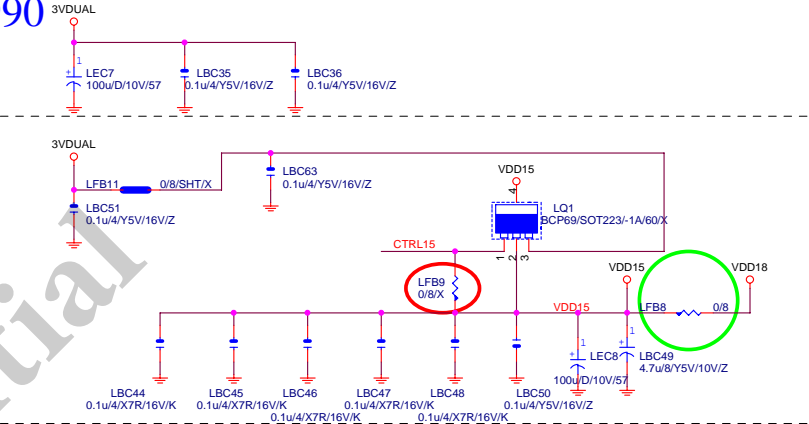 90
3VDUAL
1
LEC7
100u/D/10V/57
LBC35
0.1u/4/Y5V/16V/Z
LBC36
0.1u/4/Y5V/16V/Z
3VDUAL
LFB11 0/8/SHT/X
LBC63
0.1u/4/Y5V/16V/Z
LBC51
0.1u/4/Y5V/16V/Z
VDD15
4
LQ1
BCP69/SOT223/-1A/60/X
CTRL15
1 2 3
LFB9
0/8/X
VDD15 VDD18
VDD15
LFB8 0/8
1
LEC8
100u/D/10V/57
1
LBC49
4.7u/8/Y5V/10V/Z
LBC44
0.1u/4/X7R/16V/K
LBC45
0.1u/4/X7R/16V/K
LBC46
0.1u/4/X7R/16V/K
LBC47
0.1u/4/X7R/16V/K
LBC48
0.1u/4/X7R/16V/K
LBC50
0.1u/4/Y5V/16V/Z
tial